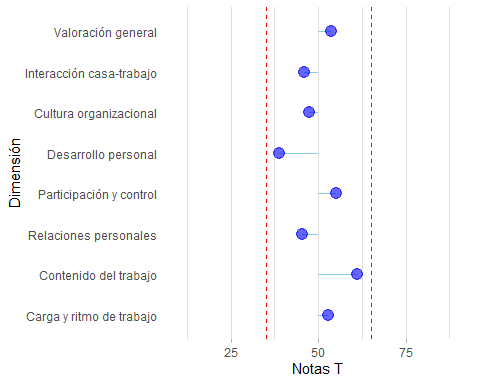 Valoración general
Interacción casa-trabajo
Cultura organizacional
Desarrollo personal
Participación y control
Relaciones personales
Contenido del trabajo
Carga y ritmo de trabajo
Dimensión
25 50 75
Notas T